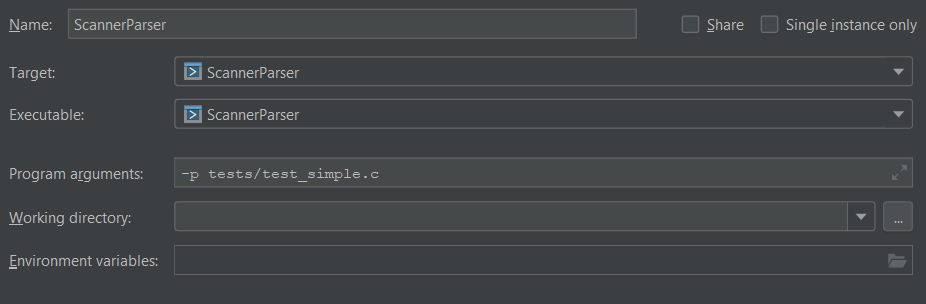 Name: ScannerParser Share Single instance only
Target: ScannerParser
Executable: ScannerParser
Program arguments: -p tests/test_simple.c
Working directory: ...
Environment variables: